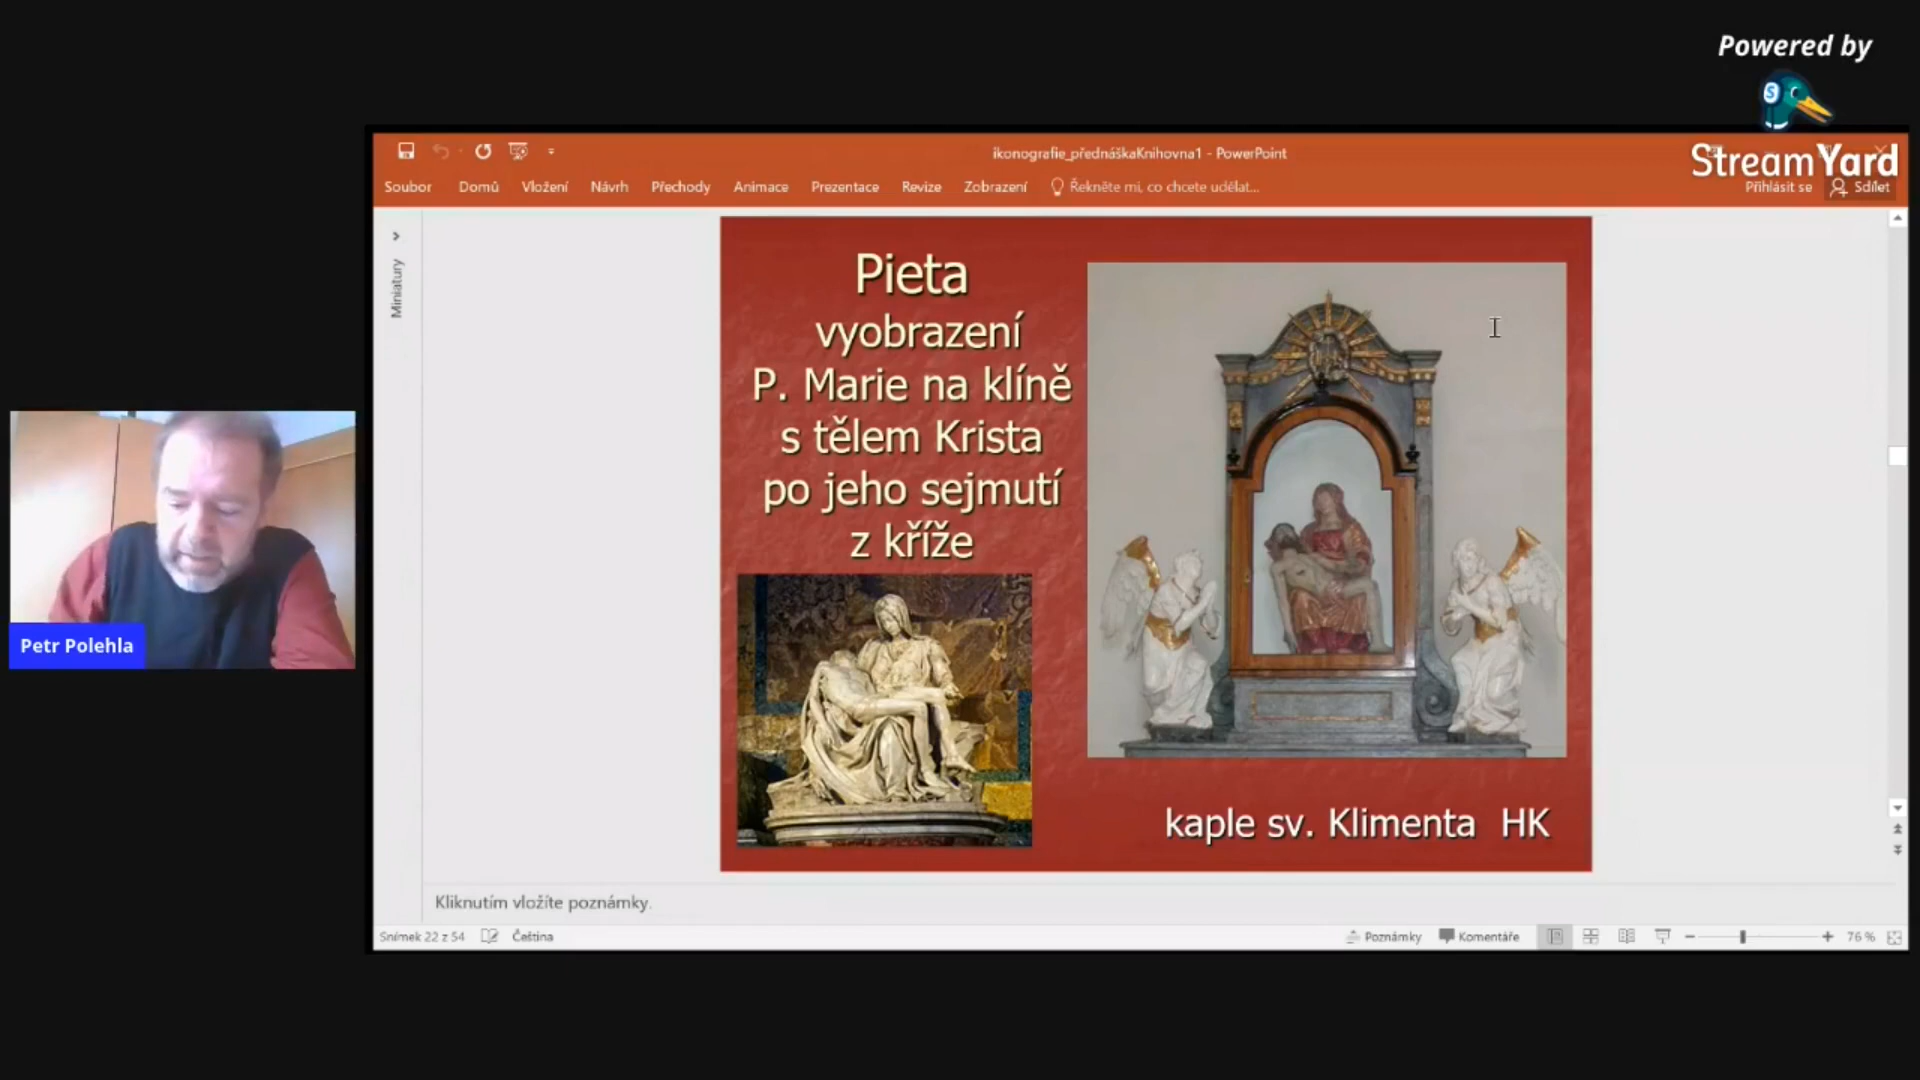 Powered by
StreamYard
ikonografie_přednáškaKnihovna1 - PowerPoint
Soubor Domů Vložení Návrh Přechody Animace Prezentace Revize Zobrazení Řekněte mi, co chcete udělat... Přihlásit se Sdílet
Miniatury
Pieta
vyobrazení
P. Marie na klíně
s tělem Krista
po jeho sejmutí
z kříže
kaple sv. Klimenta HK
Petr Polehla
Kliknutím vložíte poznámky.
Snímek 22 z 54 Čeština Poznámky Komentáře 76 %